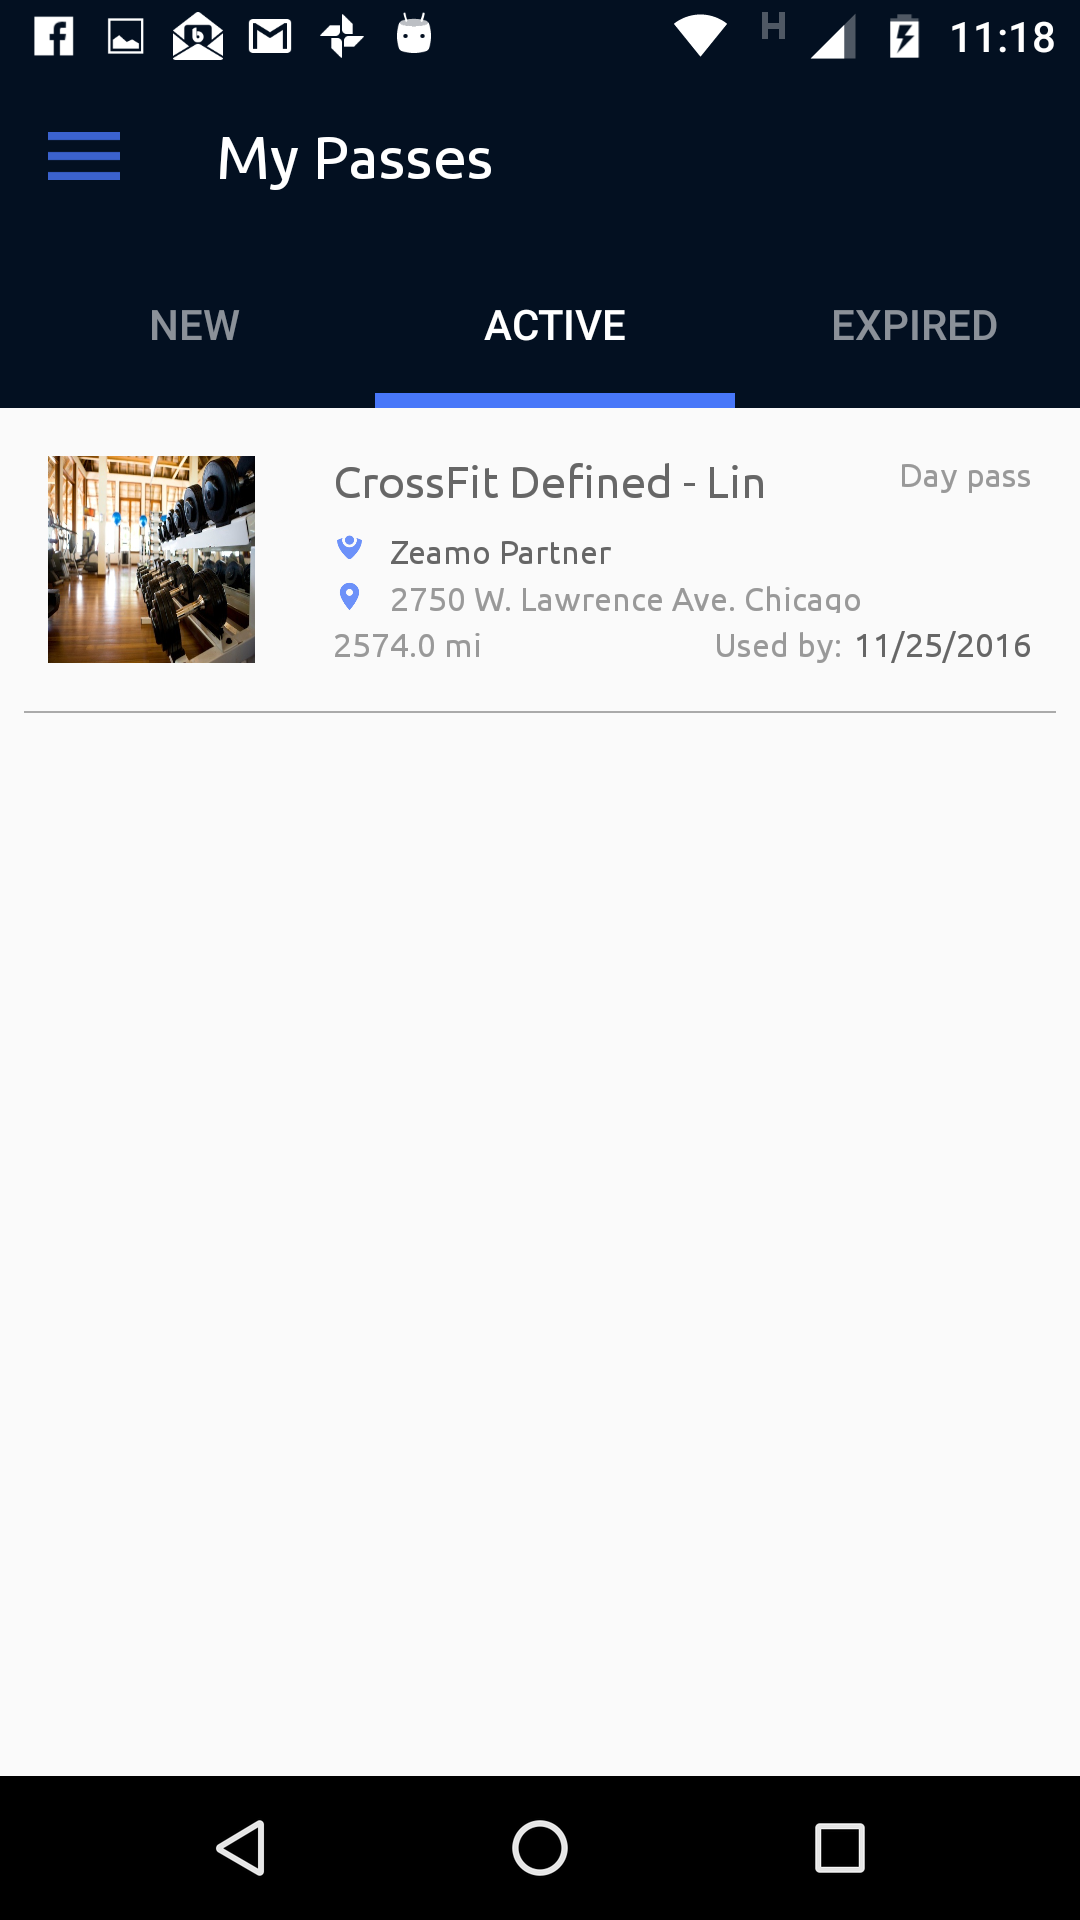 H 11:18
My Passes
NEW ACTIVE EXPIRED
CrossFit Defined - Lin Day pass
Zeamo Partner
2750 W. Lawrence Ave. Chicago
2574.0 mi Used by: 11/25/2016